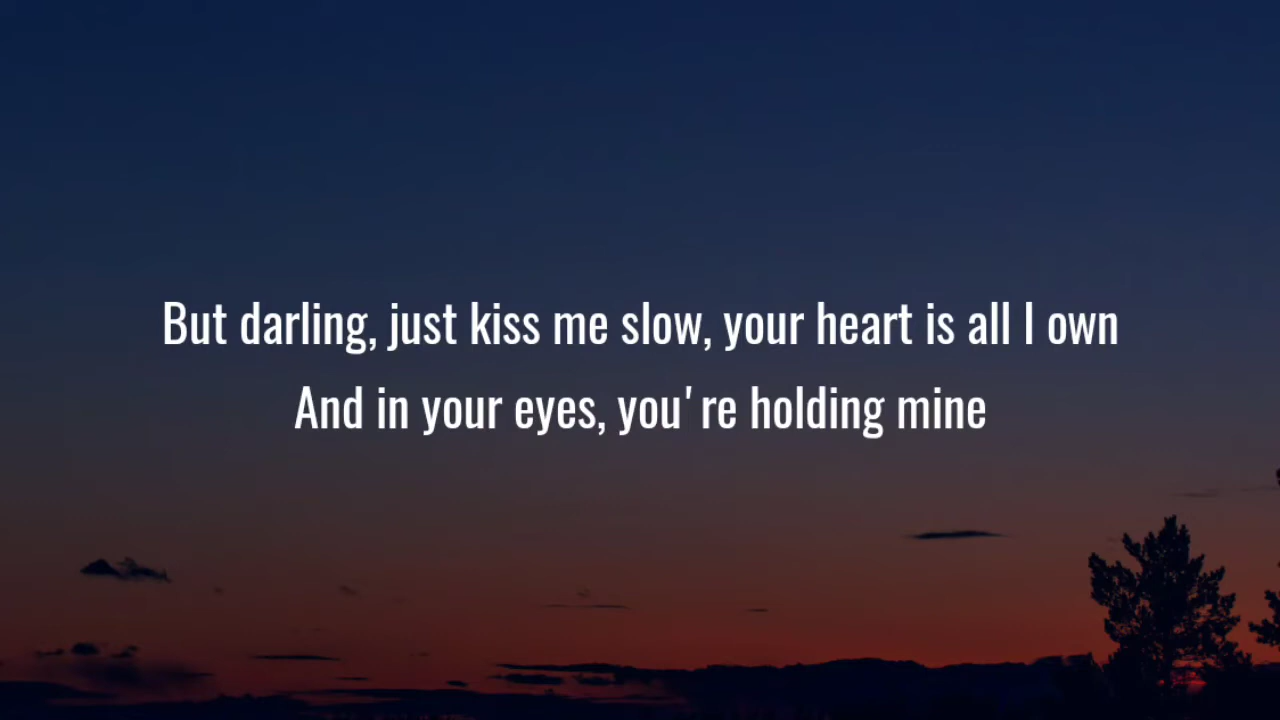 But darling, just kiss me slow, your heart is all I own
And in your eyes, you're holding mine